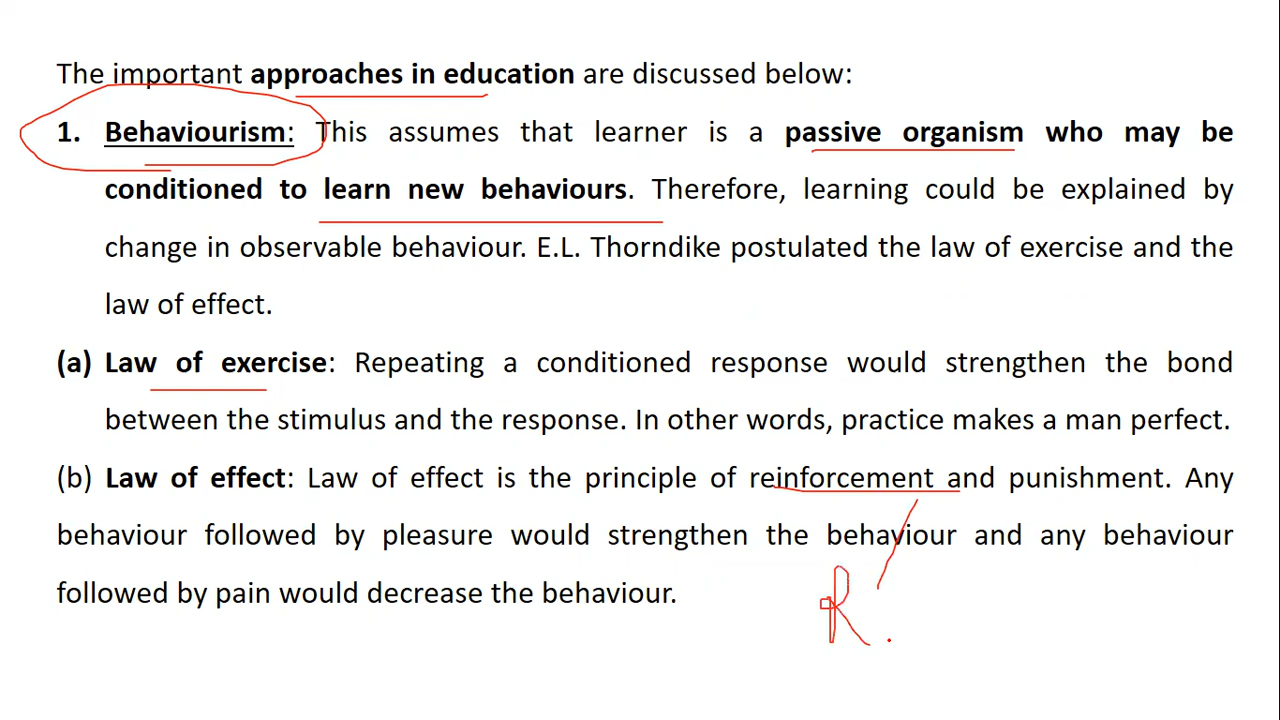 The important approaches in education are discussed below:
1. Behaviourism: This assumes that learner is a passive organism who may be
conditioned to learn new behaviours. Therefore, learning could be explained by
change in observable behaviour. E.L. Thorndike postulated the law of exercise and the
law of effect.
(a) Law of exercise: Repeating a conditioned response would strengthen the bond
between the stimulus and the response. In other words, practice makes a man perfect.
(b) Law of effect: Law of effect is the principle of reinforcement and punishment. Any
behaviour followed by pleasure would strengthen the behaviour and any behaviour
followed by pain would decrease the behaviour.
R.